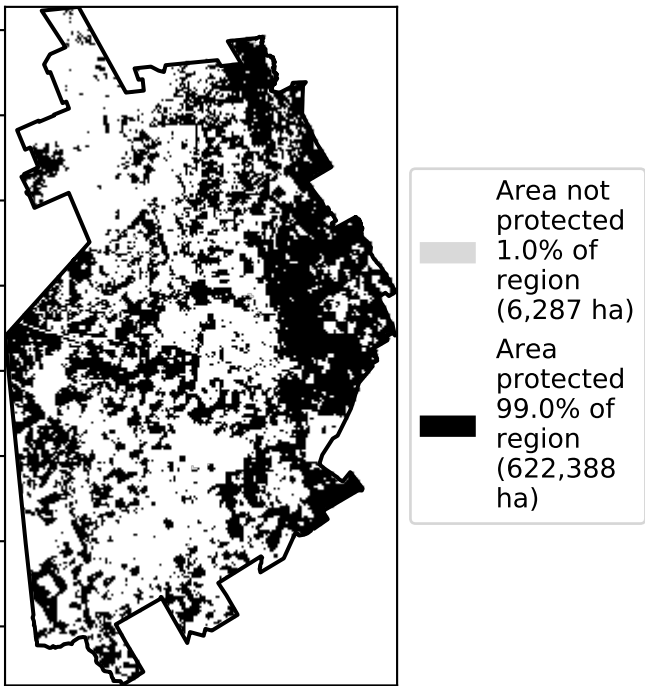 Area not
protected
1.0% of
region
(6,287 ha)
Area
protected
99.0% of
region
(622,388
ha)